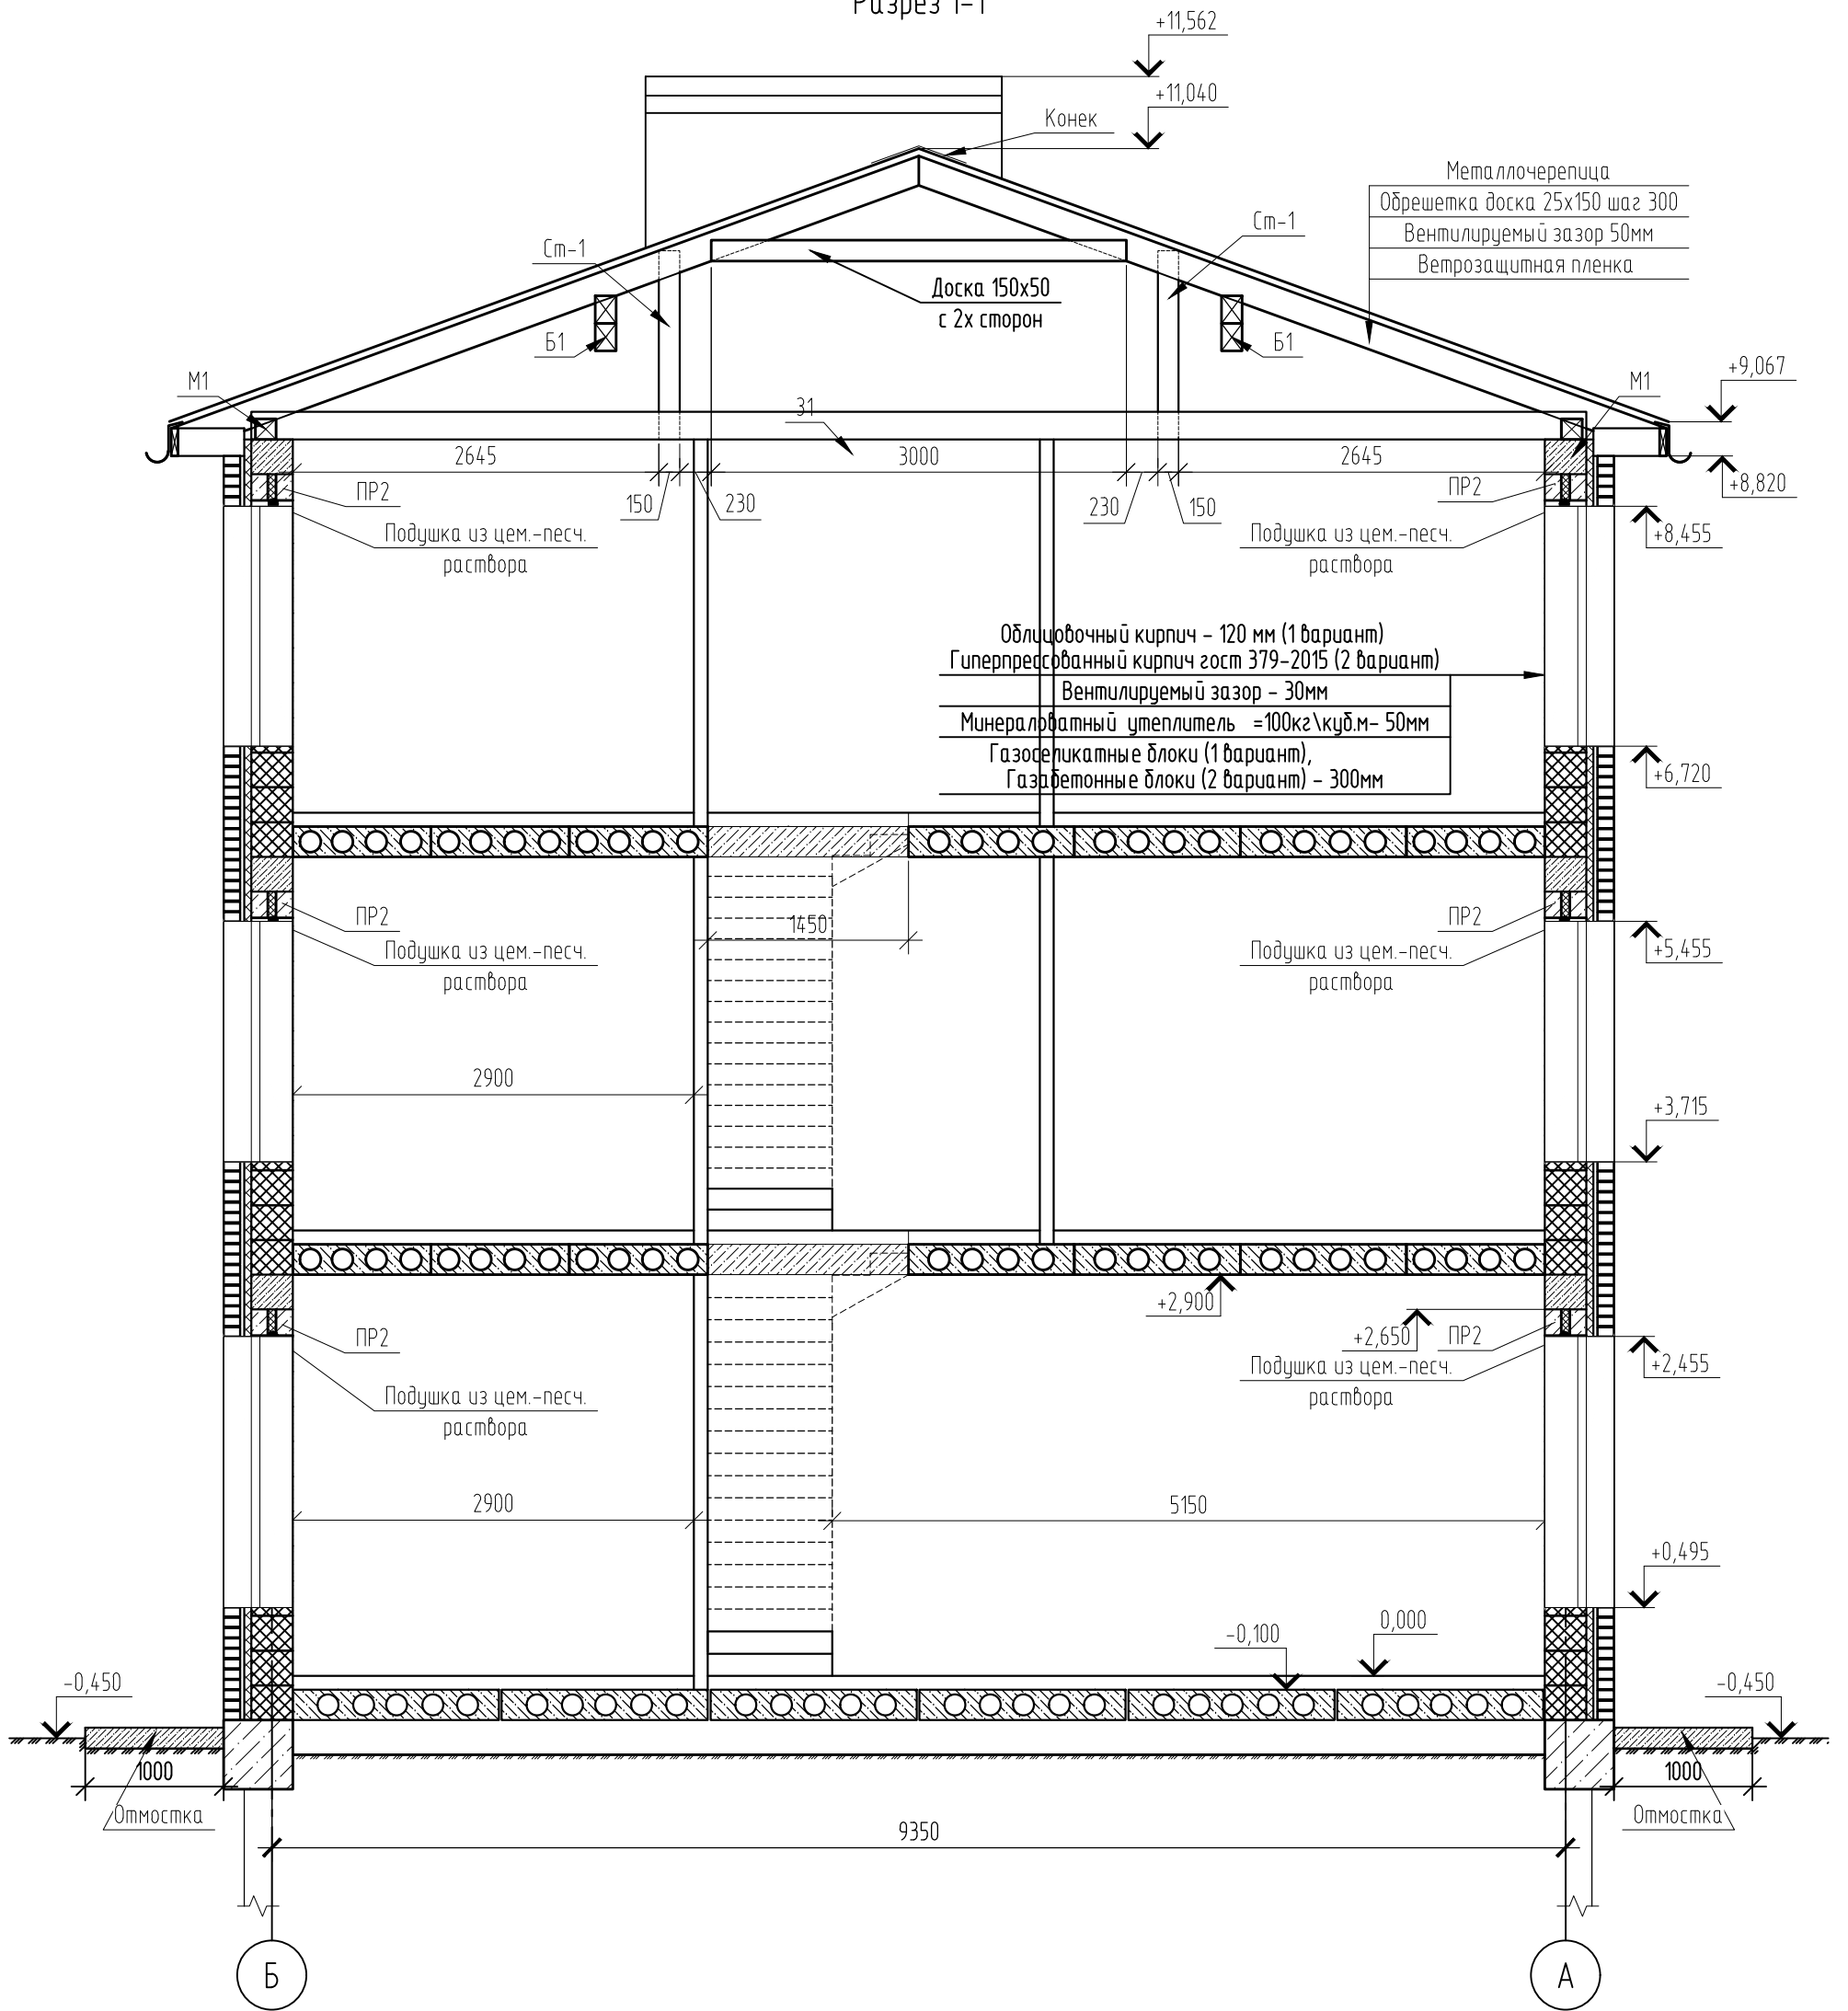 Разрез 1-1
+11,562
+11,040
Конек
Металлочерепица
Обрешетка доска 25х150 шаг 300
Вентилируемый зазор 50мм
Ветрозащитная пленка
Ст-1
Ст-1
Доска 150х50
с 2х сторон
Б1
Б1
М1
М1
+9,067
31
2645
3000
2645
+8,820
ПР2
150
230
230
150
ПР2
+8,455
Подушка из цем.-песч.
раствора
Подушка из цем.-песч.
раствора
Облицовочный кирпич - 120 мм (1 вариант)
Гиперпрессованный кирпич гост 379-2015 (2 вариант)
Вентилируемый зазор - 30мм
Минераловатный утеплитель =100кг\куб.м- 50мм
Газоселикатные блоки (1 вариант),
Газабетонные блоки (2 вариант) - 300мм
+6,720
ПР2
1450
ПР2
Подушка из цем.-песч.
раствора
Подушка из цем.-песч.
раствора
+5,455
2900
+3,715
+2,900
+2,650
ПР2
ПР2
Подушка из цем.-песч.
раствора
Подушка из цем.-песч.
раствора
+2,455
2900
5150
+0,495
-0,100
0,000
-0,450
-0,450
1000
1000
Отмостка
Отмостка
9350
Б
А